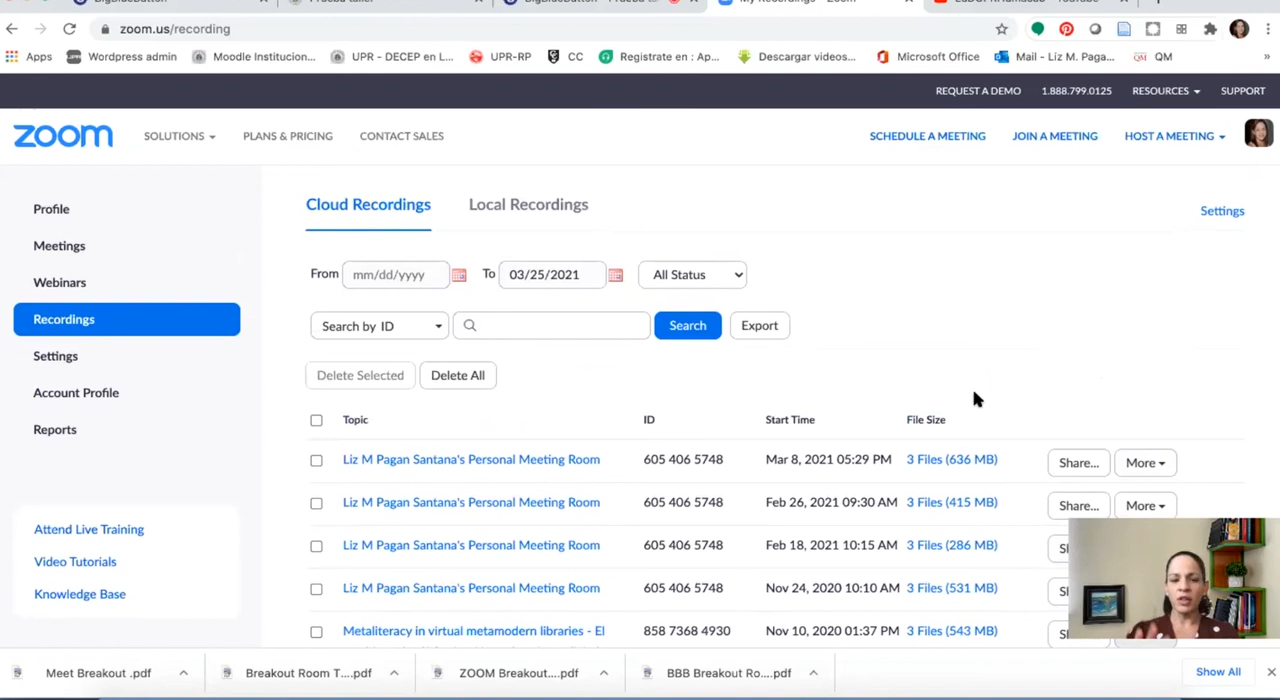 zoom.us/recording
Apps Wordpress admin Moodle Institucion... UPR - DECEP en L... UPR-RP CC Registrate en : Ap... Descargar videos... Microsoft Office Mail - Liz M. Paga... QM QM »
REQUEST A DEMO 1.888.799.0125 RESOURCES SUPPORT
zoom SOLUTIONS PLANS & PRICING CONTACT SALES SCHEDULE A MEETING JOIN A MEETING HOST A MEETING
Profile
Meetings
Webinars
Recordings
Settings
Account Profile
Reports
Attend Live Training
Video Tutorials
Knowledge Base
Cloud Recordings Local Recordings Settings
From mm/dd/yyyy To 03/25/2021 All Status
Search by ID Search Export
Delete Selected Delete All
Topic ID Start Time File Size
Liz M Pagan Santana's Personal Meeting Room 605 406 5748 Mar 8, 2021 05:29 PM 3 Files (636 MB) Share... More
Liz M Pagan Santana's Personal Meeting Room 605 406 5748 Feb 26, 2021 09:30 AM 3 Files (415 MB) Share... More
Liz M Pagan Santana's Personal Meeting Room 605 406 5748 Feb 18, 2021 10:15 AM 3 Files (286 MB)
Liz M Pagan Santana's Personal Meeting Room 605 406 5748 Nov 24, 2020 10:10 AM 3 Files (531 MB)
Metaliteracy in virtual metamodern libraries - El 858 7368 4930 Nov 10, 2020 01:37 PM 3 Files (543 MB)
Meet Breakout .pdf Breakout Room T....pdf ZOOM Breakout....pdf BBB Breakout Ro....pdf Show All